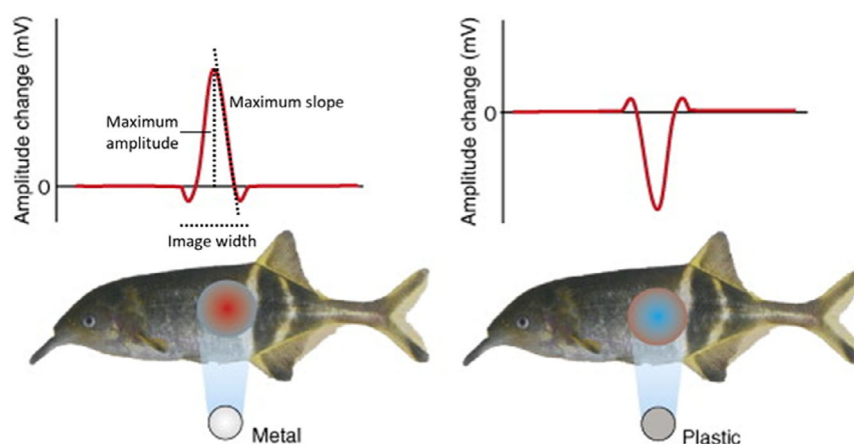 Amplitude change (mV)
0
Maximum
amplitude
Maximum slope
Image width
Metal
Amplitude change (mV)
0
Plastic